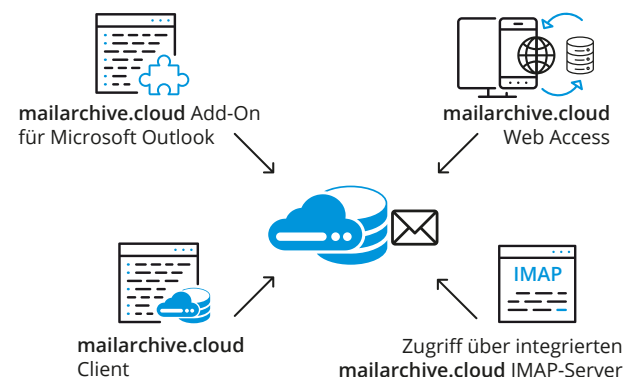 mailarchive.cloud Add-On
für Microsoft Outlook
mailarchive.cloud
Web Access
IMAP
mailarchive.cloud
Client
Zugriff über integrierten
mailarchive.cloud IMAP-Server